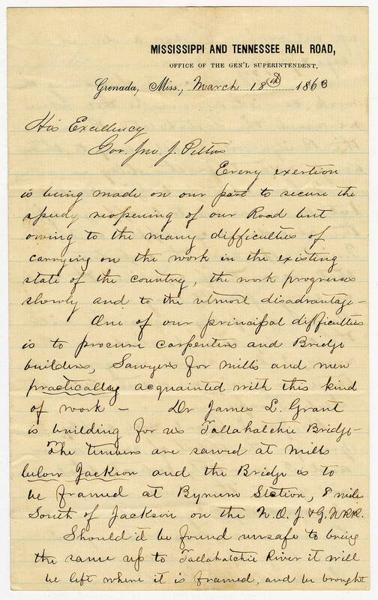 MISSISSIPPI AND TENNESSEE RAIL ROAD,
OFFICE OF THE GEN'L SUPERINTENDENT,
Grenada, Miss., March 18th 1863
His Excellency
Gov. Jno J. Pettus
Every exertion
is being made on our part to secure the
speedy reopening of our Road but
owing to the many difficulties of
carrying on the work in the existing
state of the country, the work progresses
slowly and to the utmost disadvantage -
One of our principal difficulties
is to procure carpenters and Bridge
builders, Sawyers for mills and men
practically acquainted with this kind
of work - Dr James L. Grant
is building for us Tallahatchie Bridge -
The timbers are sawed at mills
below Jackson and the Bridge is to
be framed at Bynum Station, 8 miles
South of Jackson on the N.O.J & G.N.R.R.
Should it be found unsafe to bring
the same up to Tallahatchie River it will
be left where it is framed, and be brought